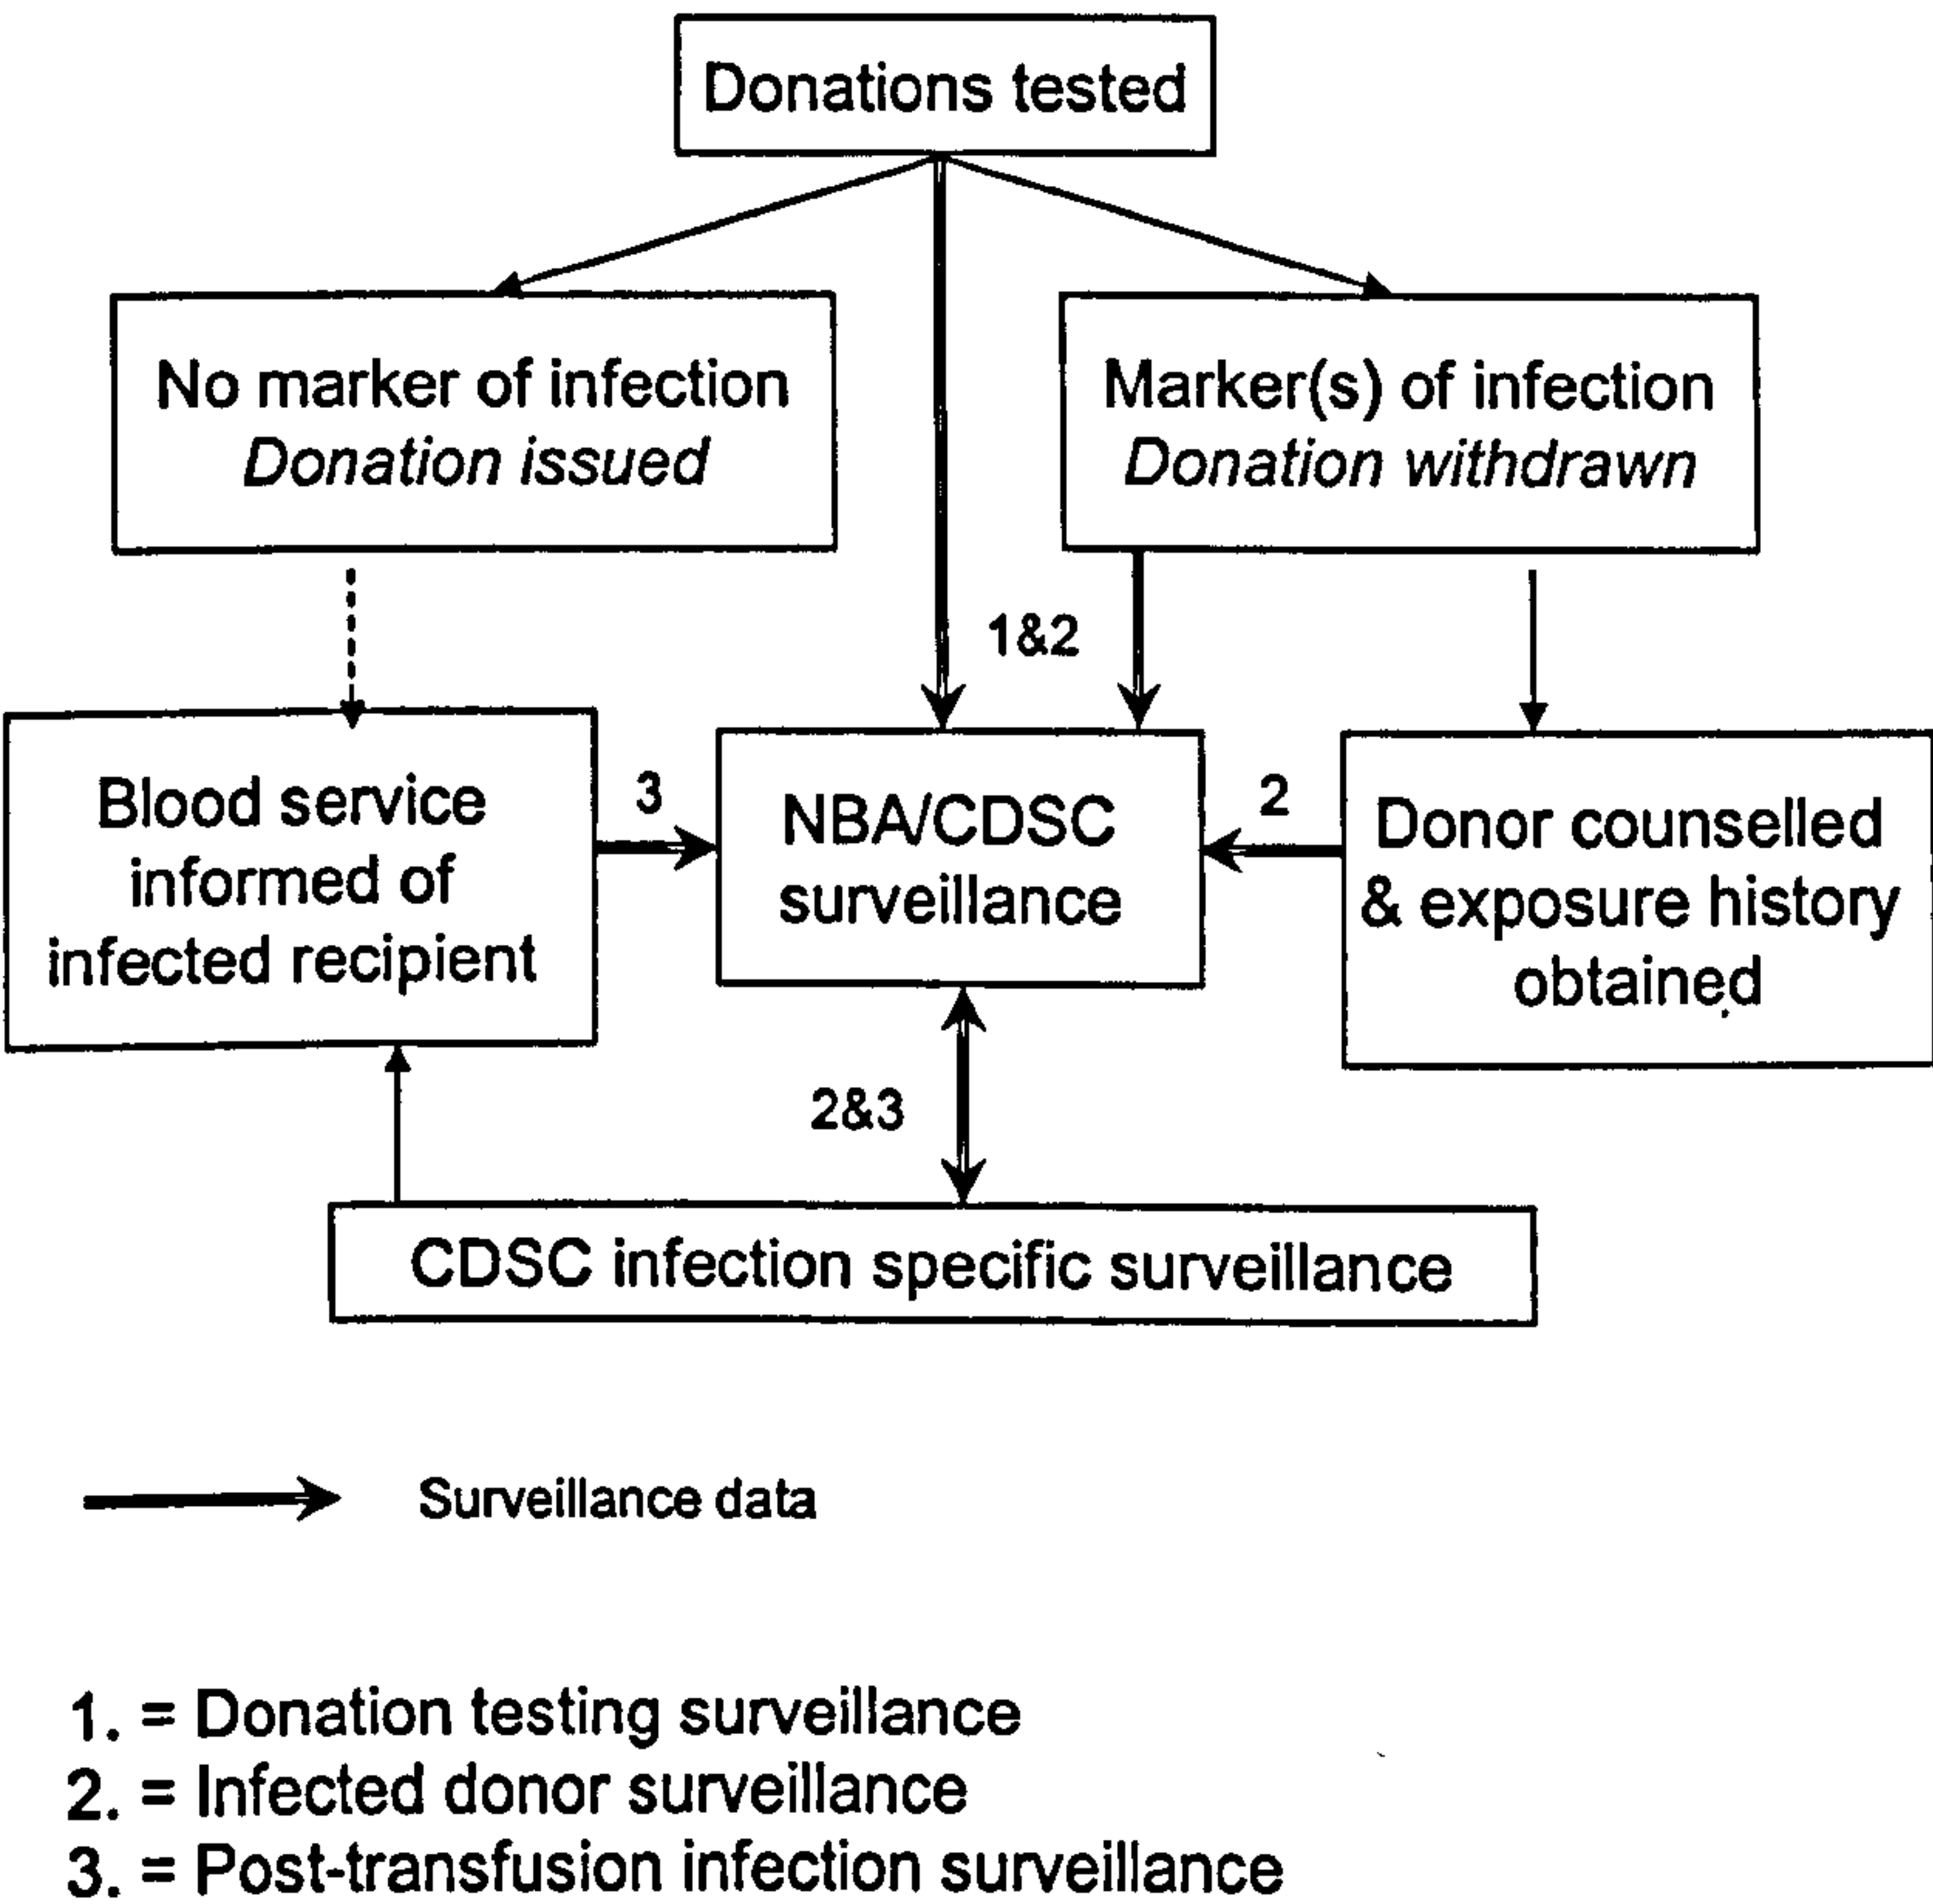 Donations tested
No marker of infection
Donation issued
Marker(s) of infection
Donation withdrawn
1&2
Blood service
informed of
infected recipient
3
NBA/CDSC
surveillance
2
Donor counselled
& exposure history
obtained
2&3
CDSC infection specific surveillance
Surveillance data
1. = Donation testing surveillance
2. = Infected donor surveillance
3. = Post-transfusion infection surveillance